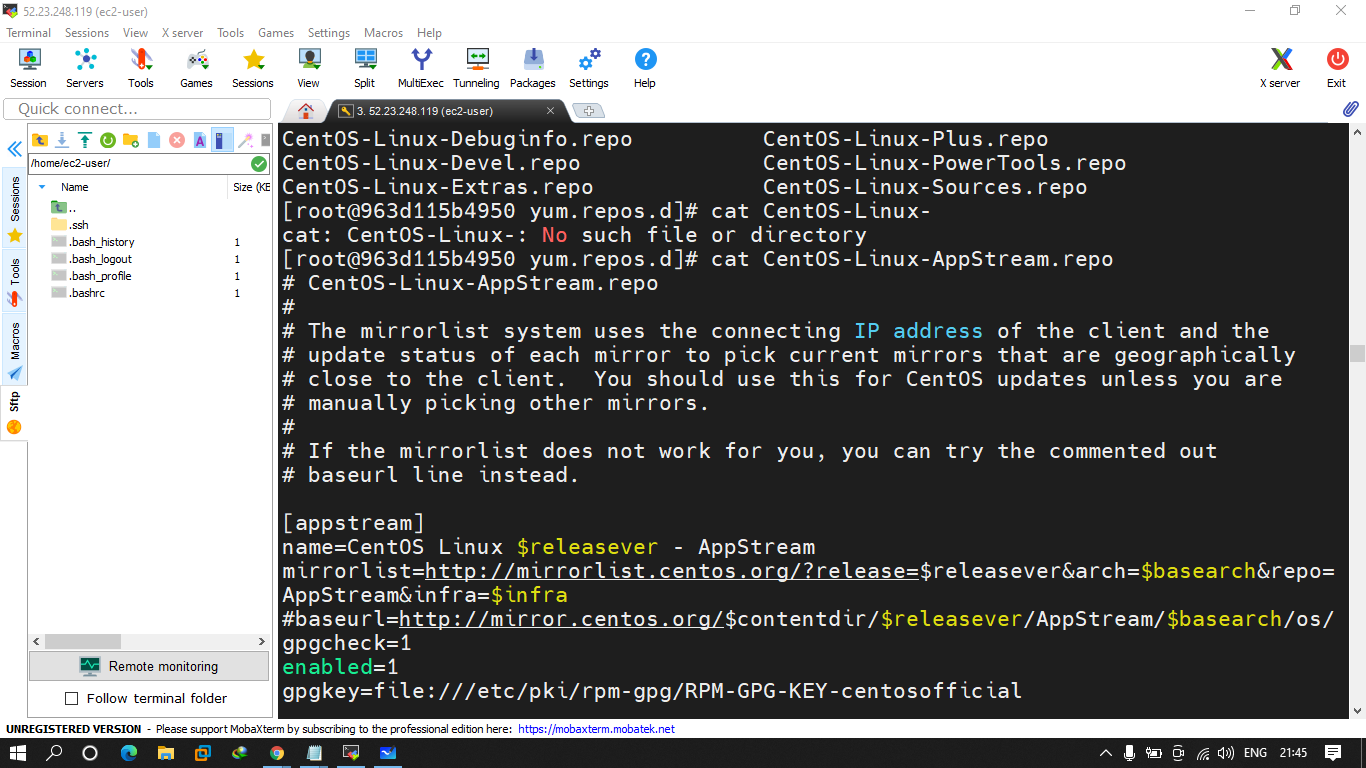 52.23.248.119 (ec2-user)
Terminal Sessions View X server Tools Games Settings Macros Help
Session Servers Tools Games Sessions View Split MultiExec Tunneling Packages Settings Help X server Exit
Quick connect...
3. 52.23.248.119 (ec2-user)
/home/ec2-user/
Name Size (KB
..
.ssh
.bash_history 1
.bash_logout 1
.bash_profile 1
.bashrc 1
Sessions
Tools
Macros
Sftp
Remote monitoring
Follow terminal folder
CentOS-Linux-Debuginfo.repo CentOS-Linux-Plus.repo
CentOS-Linux-Devel.repo CentOS-Linux-PowerTools.repo
CentOS-Linux-Extras.repo CentOS-Linux-Sources.repo
[root@963d115b4950 yum.repos.d]# cat CentOS-Linux-
cat: CentOS-Linux-: No such file or directory
[root@963d115b4950 yum.repos.d]# cat CentOS-Linux-AppStream.repo
# CentOS-Linux-AppStream.repo
#
# The mirrorlist system uses the connecting IP address of the client and the
# update status of each mirror to pick current mirrors that are geographically
# close to the client.  You should use this for CentOS updates unless you are
# manually picking other mirrors.
#
# If the mirrorlist does not work for you, you can try the commented out
# baseurl line instead.
[appstream]
name=CentOS Linux $releasever - AppStream
mirrorlist=http://mirrorlist.centos.org/?release=$releasever&arch=$basearch&repo=
AppStream&infra=$infra
#baseurl=http://mirror.centos.org/$contentdir/$releasever/AppStream/$basearch/os/
gpgcheck=1
enabled=1
gpgkey=file:///etc/pki/rpm-gpg/RPM-GPG-KEY-centosofficial
UNREGISTERED VERSION - Please support MobaXterm by subscribing to the professional edition here: https://mobaxterm.mobatek.net
ENG 21:45